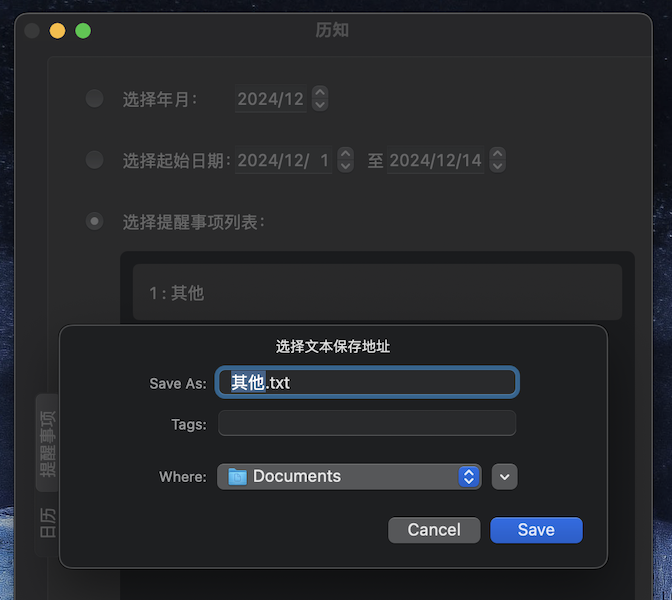 历知
选择年月：
2024/12
选择起始日期：
2024/12/ 1
至
2024/12/14
选择提醒事项列表：
1 : 其他
选择文本保存地址
Save As:
其他.txt
Tags:
Where:
Documents
Cancel
Save
提醒事项
日历